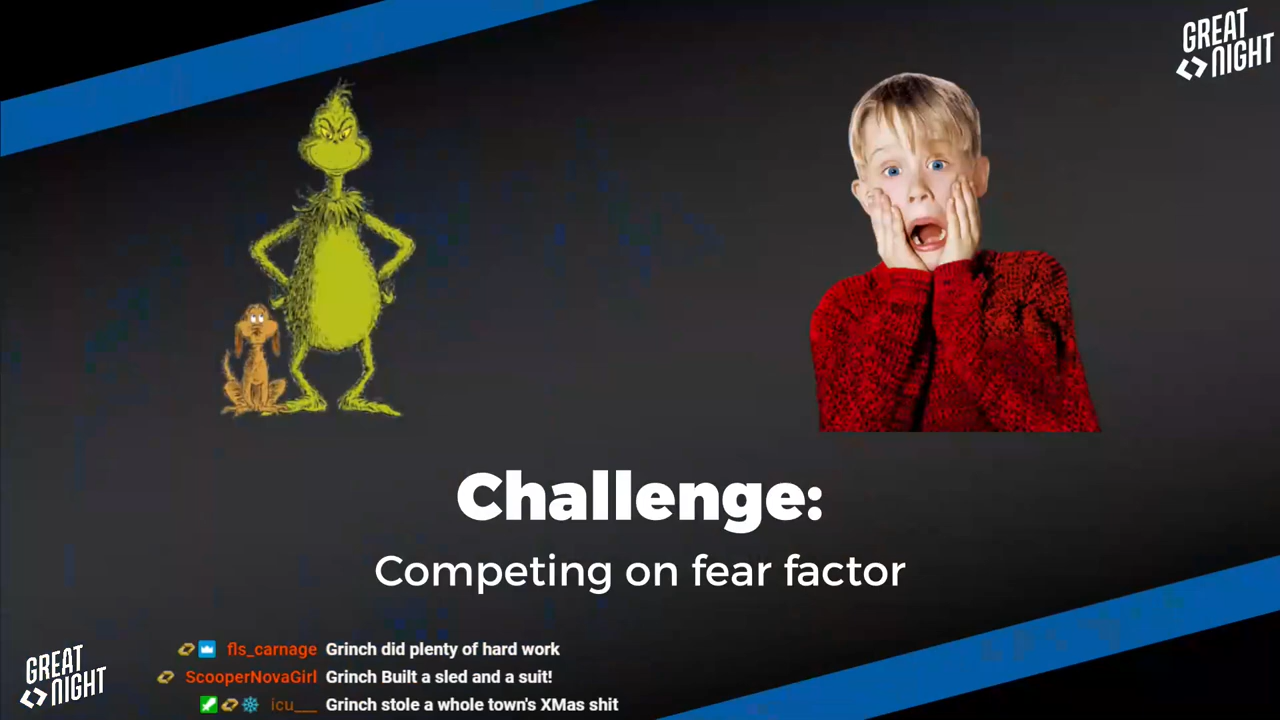 GREAT
NIGHT
Challenge:
Competing on fear factor
GREAT
NIGHT
fls_carnage Grinch did plenty of hard work
ScooperNovaGirl Grinch Built a sled and a suit!
icu___ Grinch stole a whole town's XMas shit